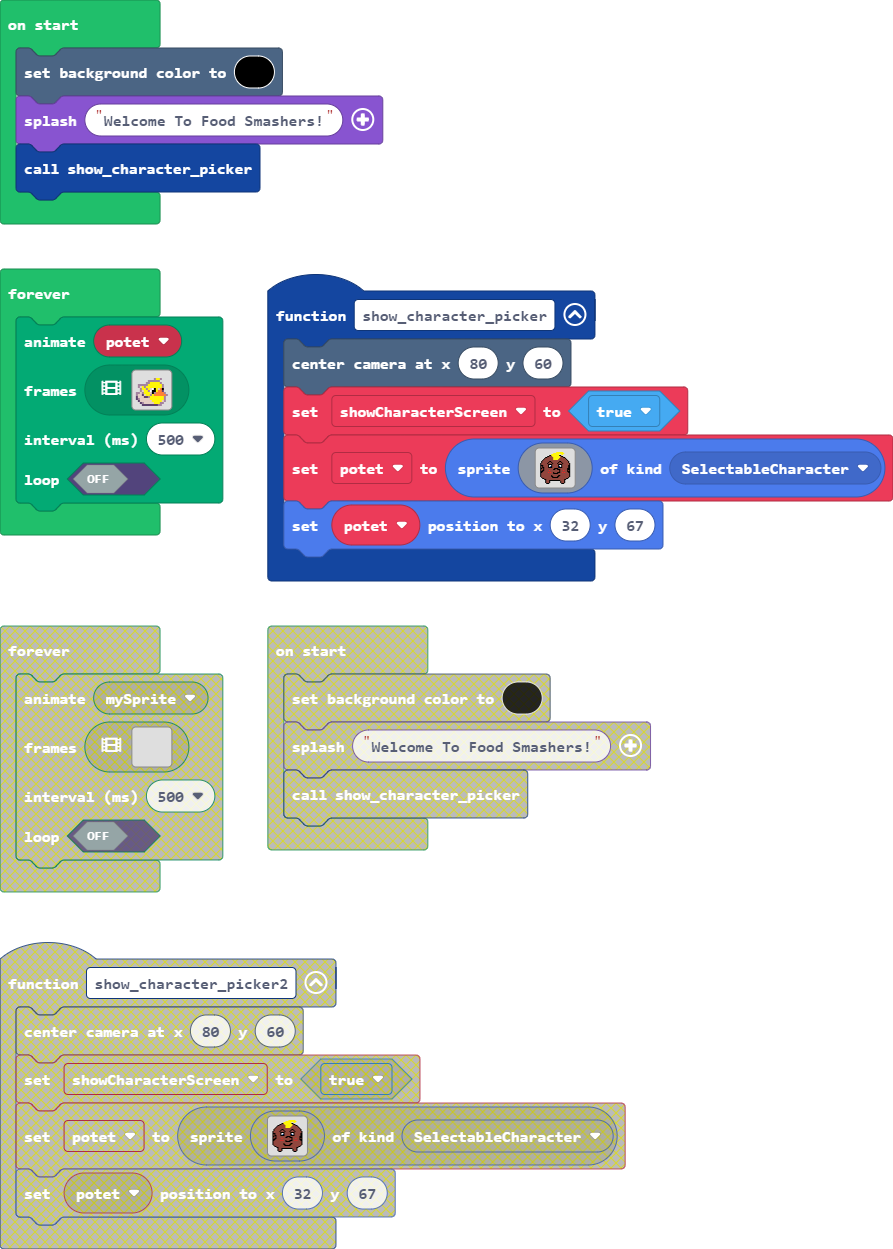 on start
set background color to
splash "Welcome To Food Smashers!"
call show_character_picker
forever
animate potet
frames
interval (ms) 500
loop OFF
function show_character_picker
center camera at x 80 y 60
set showCharacterScreen to true
set potet to sprite of kind SelectableCharacter
set potet position to x 32 y 67
forever
animate mySprite
frames
interval (ms) 500
loop OFF
on start
set background color to
splash "Welcome To Food Smashers!"
call show_character_picker
function show_character_picker2
center camera at x 80 y 60
set showCharacterScreen to true
set potet to sprite of kind SelectableCharacter
set potet position to x 32 y 67